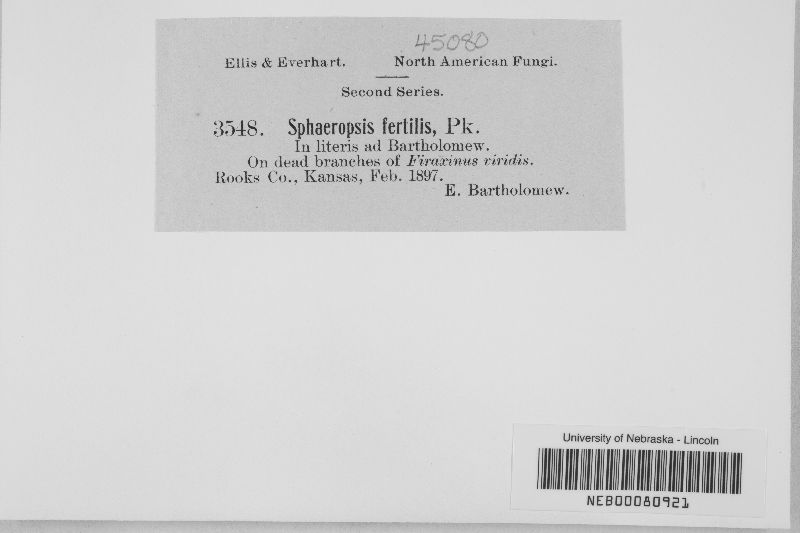 45080
Ellis & Everhart. North American Fungi.
Second Series.
3548. Sphaeropsis fertilis, Pk.
In literis ad Bartholomew.
On dead branches of Firaxinus viridis.
Rooks Co., Kansas, Feb. 1897.
E. Bartholomew.
University of Nebraska - Lincoln
NEB00080921